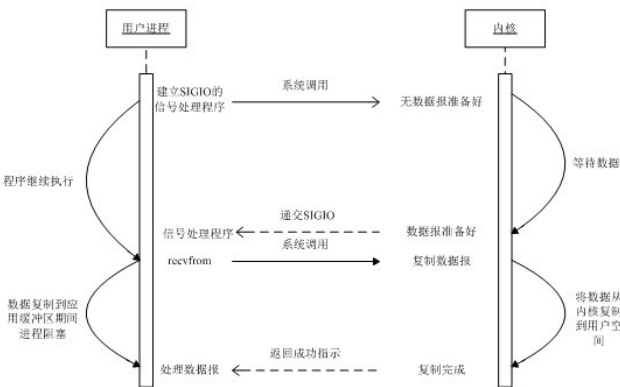 用户进程
内核
建立SIGIO的
信号处理程序
系统调用
无数据报准备好
程序继续执行
等待数据
递交SIGIO
信号处理程序
数据报准备好
系统调用
recvfrom
复制数据报
数据复制到应
用缓冲区期间
进程阻塞
将数据从
内核复制
到用户空
间
返回成功指示
处理数据报
复制完成